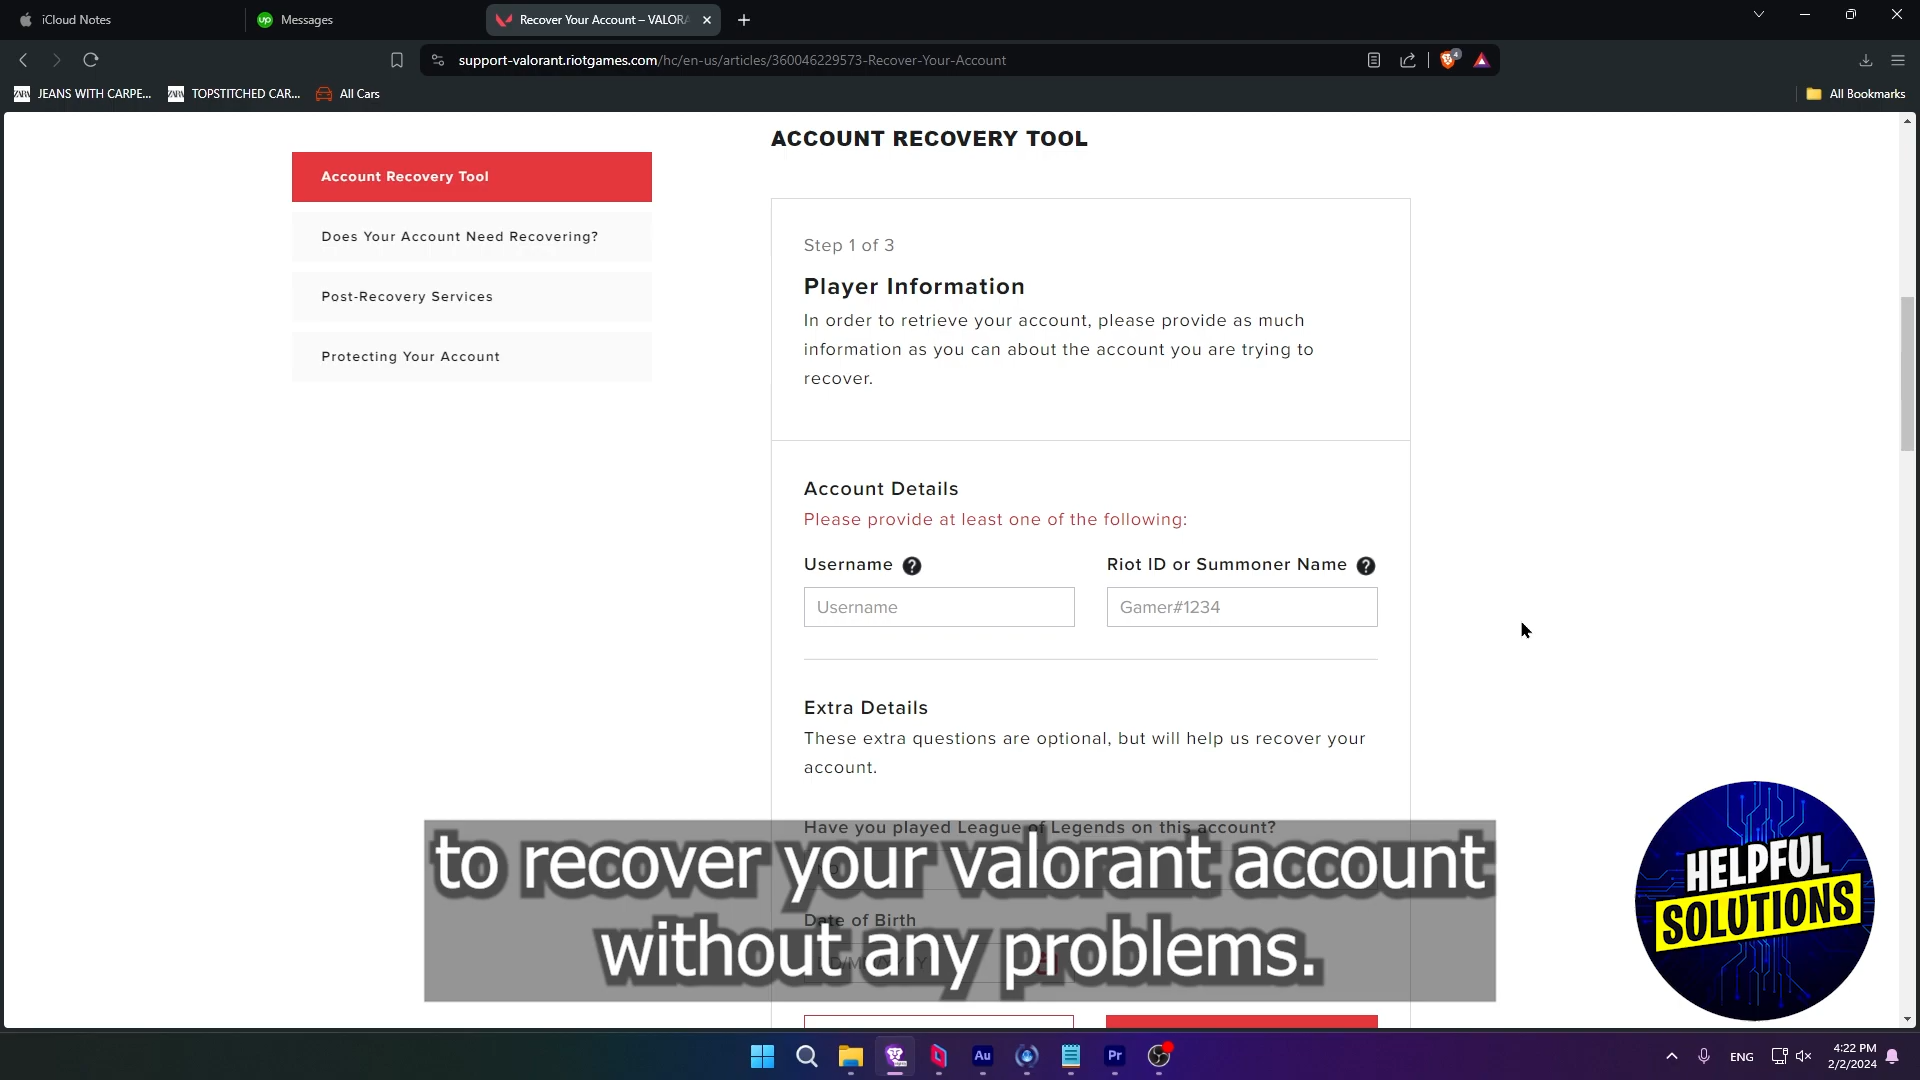 iCloud Notes
Messages
Recover Your Account – VALORA
support-valorant.riotgames.com/hc/en-us/articles/360046229573-Recover-Your-Account
4
JEANS WITH CARPE...
TOPSTITCHED CAR...
All Cars
All Bookmarks
ACCOUNT RECOVERY TOOL
Account Recovery Tool
Does Your Account Need Recovering?
Post-Recovery Services
Protecting Your Account
Step 1 of 3
Player Information
In order to retrieve your account, please provide as much
information as you can about the account you are trying to
recover.
Account Details
Please provide at least one of the following:
Username ?
Riot ID or Summoner Name ?
Username
Gamer#1234
Extra Details
These extra questions are optional, but will help us recover your
account.
Have you played League of Legends on this account?
to recover your valorant account
Date of Birth
without any problems.
HELPFUL
SOLUTIONS
Au
Pr
ENG
4:22 PM
2/2/2024